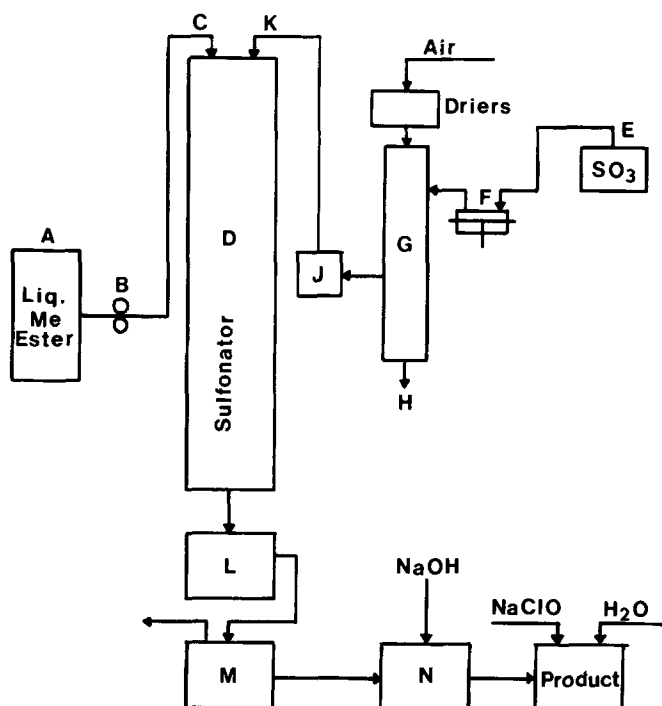 C
K
Air
Driers
E
SO3
F
A
B
D
G
J
Liq.
Me
Ester
Sulfonator
H
L
NaOH
NaClO
H2O
M
N
Product